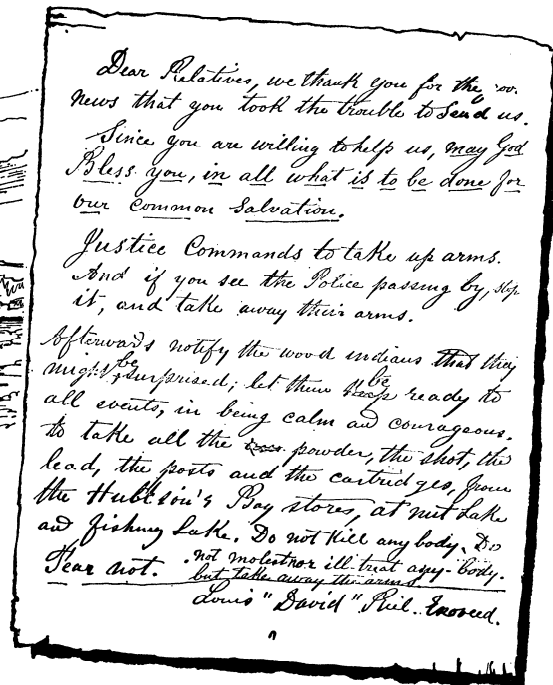 Dear Relatives, we thank you for the
news that you took the trouble to send us.
Since you are willing to help us, may God
Bless you, in all what is to be done for
our common Salvation.
Justice Commands to take up arms.
And if you see the Police passing by, stop
it, and take away their arms.
Afterwards notify the wood indians that they
might be surprised; let them be ready to
all events, in being calm and courageous.
to take all the powder, the shot, the
lead, the posts and the cartridges, from
the Hudson's Bay stores, at nut Lake
and fishing Lake. Do not kill any body. Do
not molest nor ill-treat any-body.
Fear not. but take away the arms
Louis "David" Riel. Exoveed.